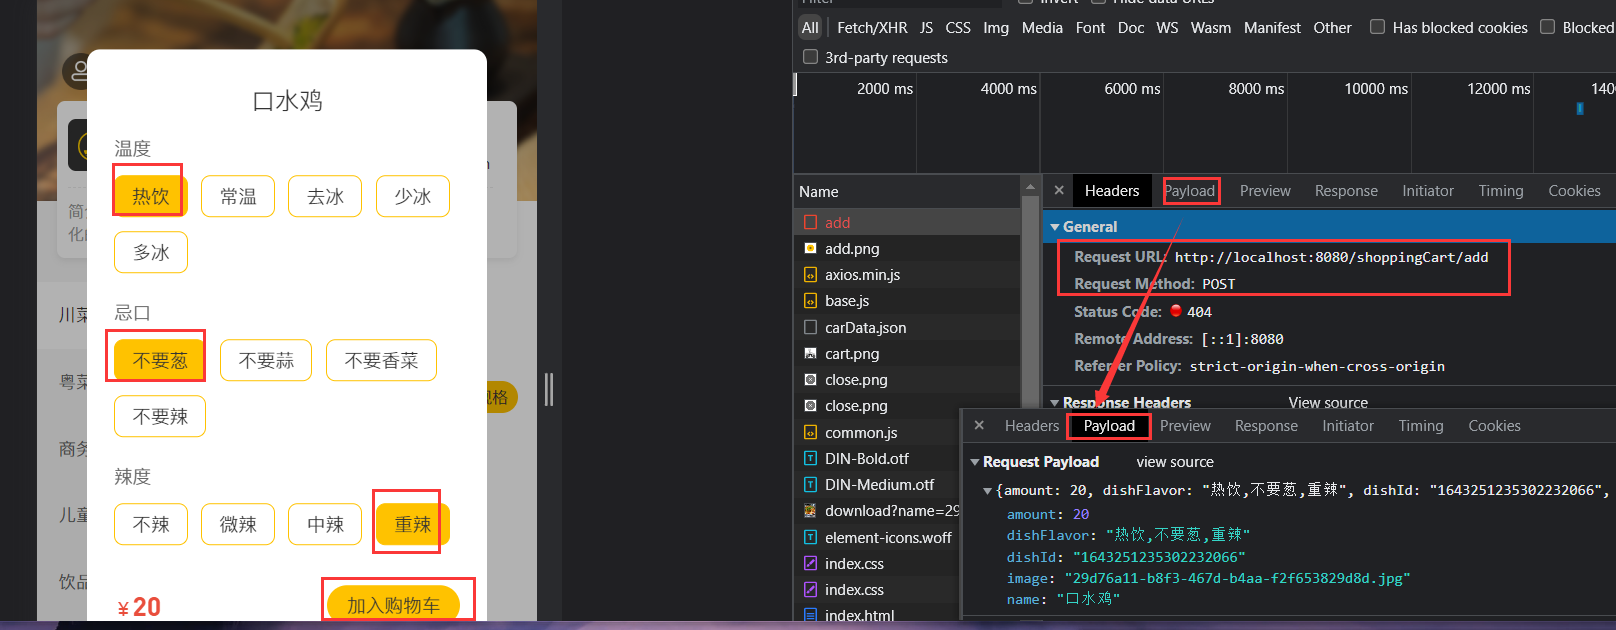 口水鸡
温度
热饮 常温 去冰 少冰
多冰
忌口
不要葱 不要蒜 不要香菜
不要辣
辣度
不辣 微辣 中辣 重辣
¥20 加入购物车
川菜
粤菜
商务
儿童
饮品
All Fetch/XHR JS CSS Img Media Font Doc WS Wasm Manifest Other Has blocked cookies Blocked
3rd-party requests
2000 ms 4000 ms 6000 ms 8000 ms 10000 ms 12000 ms
Name
add
add.png
axios.min.js
base.js
carData.json
cart.png
close.png
close.png
common.js
DIN-Bold.otf
DIN-Medium.otf
download?name=29
element-icons.woff
index.css
index.css
index.html
Headers Payload Preview Response Initiator Timing Cookies
General
Request URL: http://localhost:8080/shoppingCart/add
Request Method: POST
Status Code: 404
Remote Address: [::1]:8080
Referrer Policy: strict-origin-when-cross-origin
Response Headers View source
Headers Payload Preview Response Initiator Timing Cookies
Request Payload view source
{amount: 20, dishFlavor: "热饮,不要葱,重辣", dishId: "1643251235302232066",
amount: 20
dishFlavor: "热饮,不要葱,重辣"
dishId: "1643251235302232066"
image: "29d76a11-b8f3-467d-b4aa-f2f653829d8d.jpg"
name: "口水鸡"